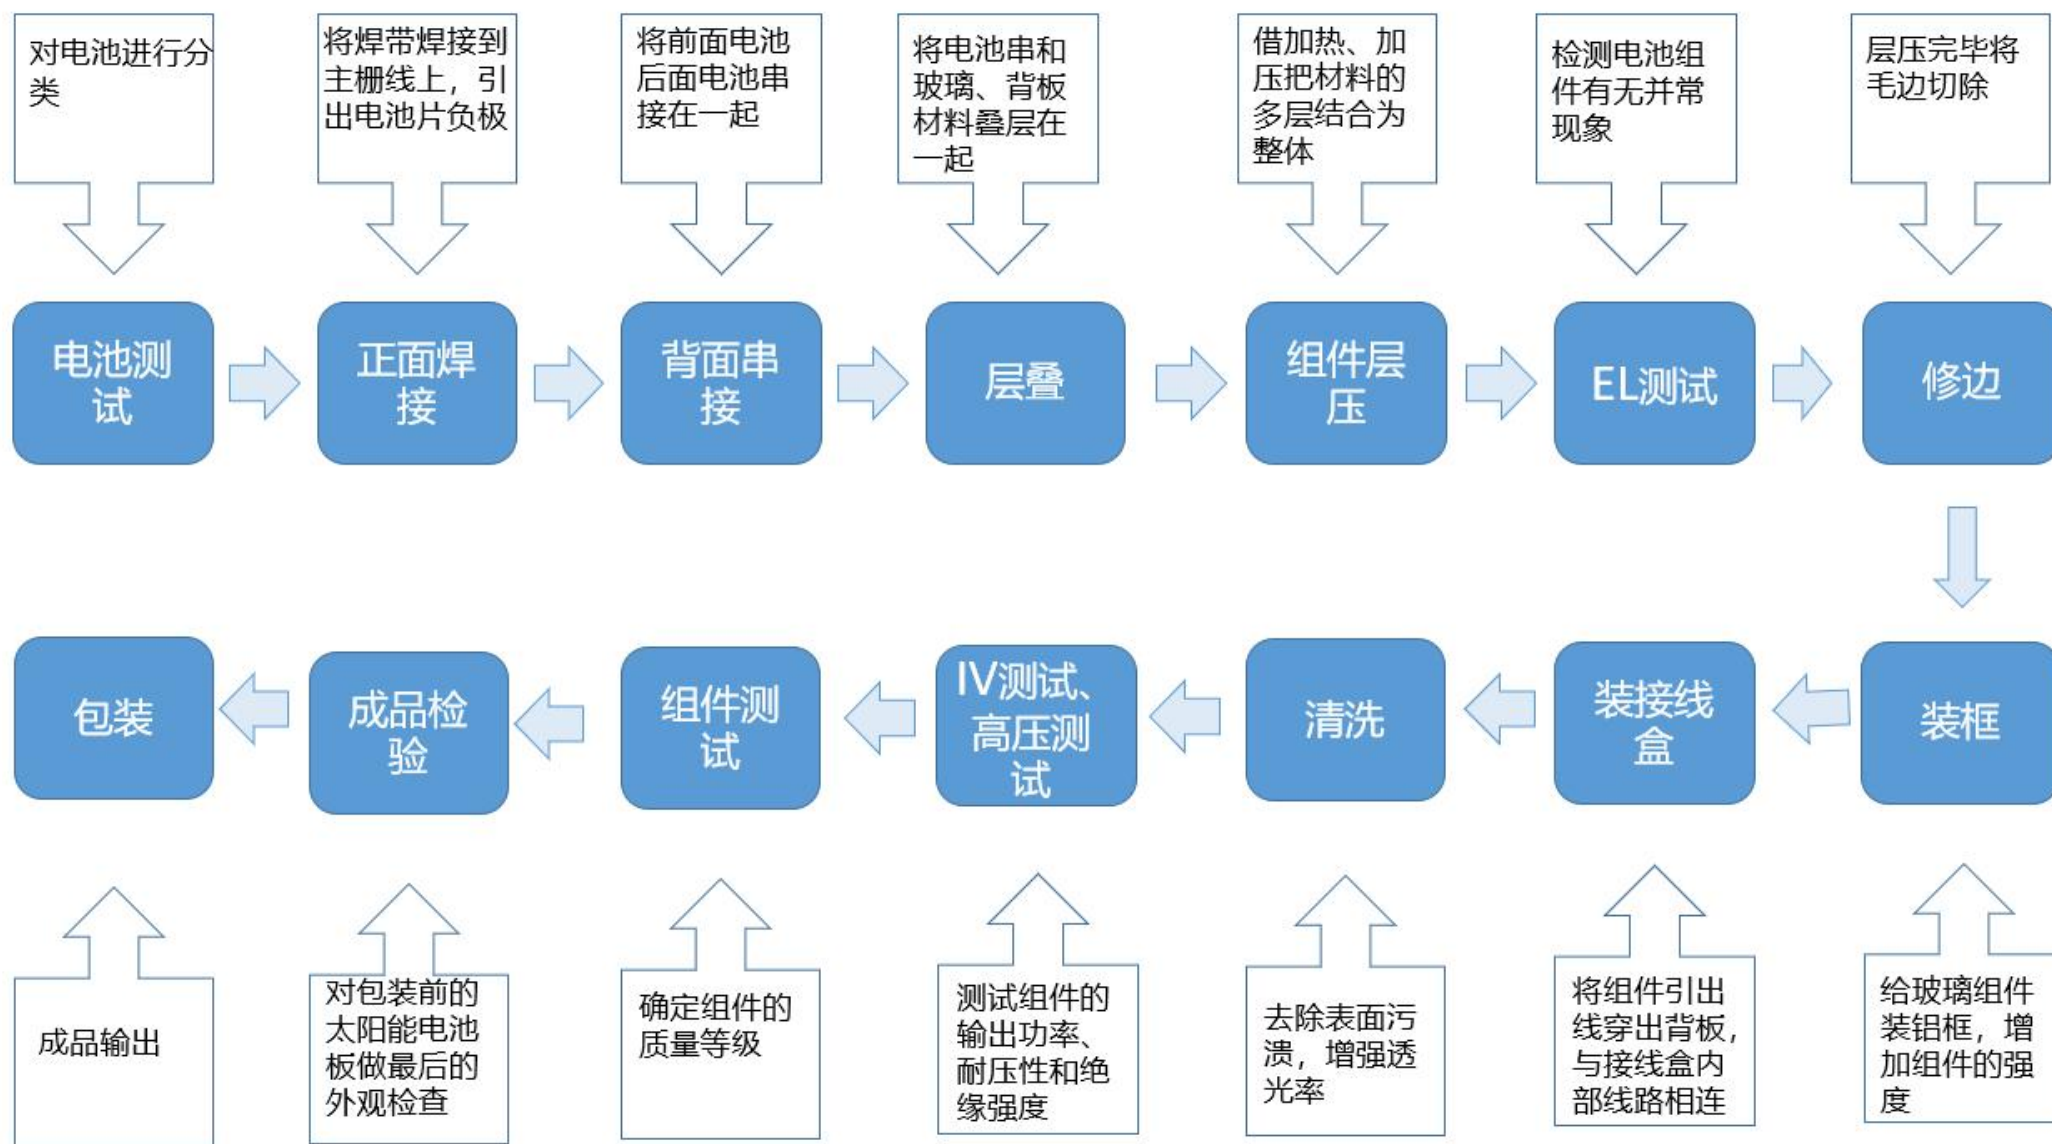 对电池进行分
类
将焊带焊接到
主栅线上，引
出电池片负极
将前面电池
后面电池串
接在一起
将电池串和
玻璃、背板
材料叠层在
一起
借加热、加
压把材料的
多层结合为
整体
检测电池组
件有无并常
现象
层压完毕将
毛边切除
电池测
试
正面焊
接
背面串
接
层叠
组件层
压
EL测试
修边
包装
成品检
验
组件测
试
IV测试、
高压测
试
清洗
装接线
盒
装框
成品输出
对包装前的
太阳能电池
板做最后的
外观检查
确定组件的
质量等级
测试组件的
输出功率、
耐压性和绝
缘强度
去除表面污
溃，增强透
光率
将组件引出
线穿出背板，
与接线盒内
部线路相连
给玻璃组件
装铝框，增
加组件的强
度